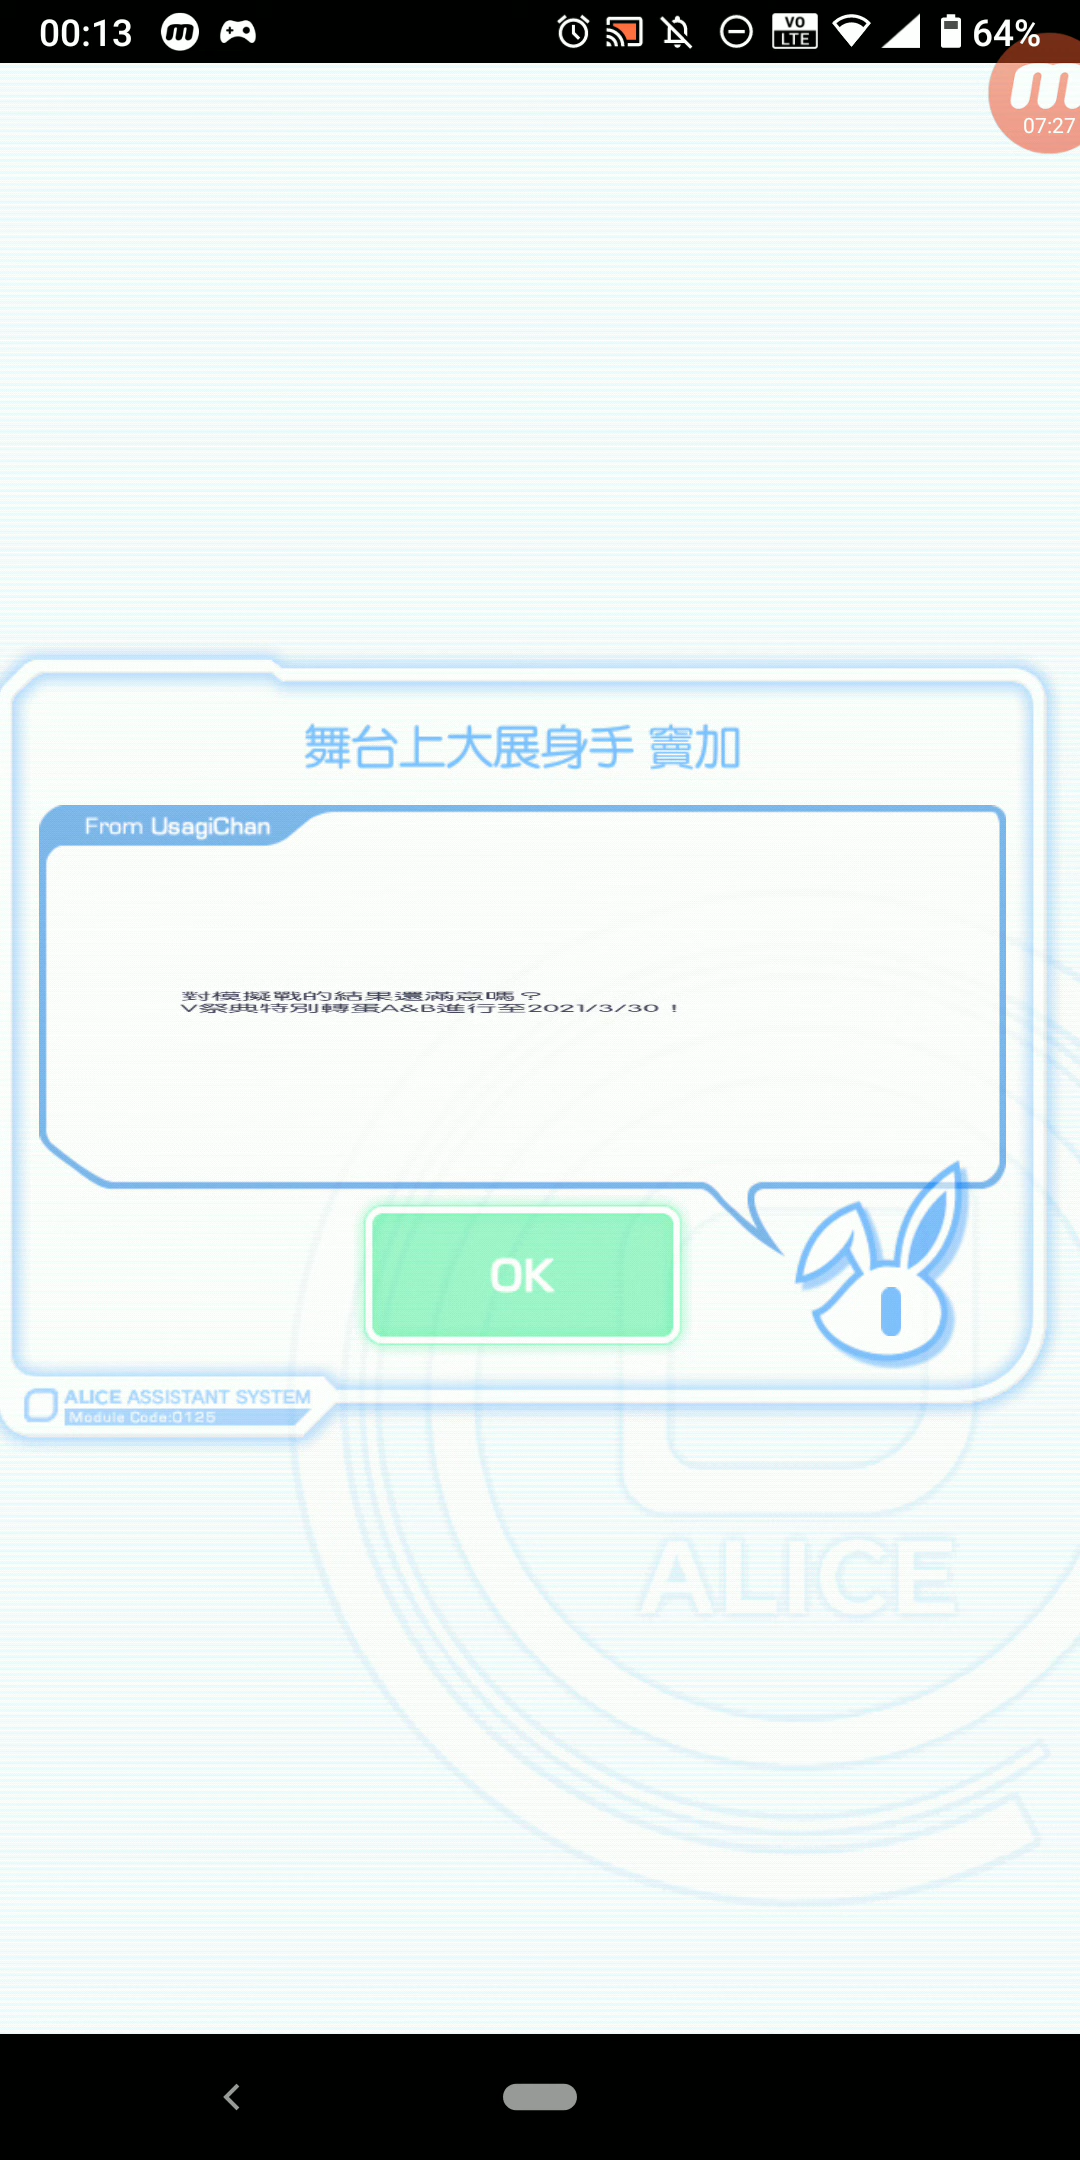 00:13
VO LTE
64%
07:27
舞台上大展身手 竇加
From UsagiChan
對模擬戰的結果還滿意嗎？
V祭典特別轉蛋A&B進行至2021/3/30！
OK
ALICE ASSISTANT SYSTEM
Module Code:0125
ALICE